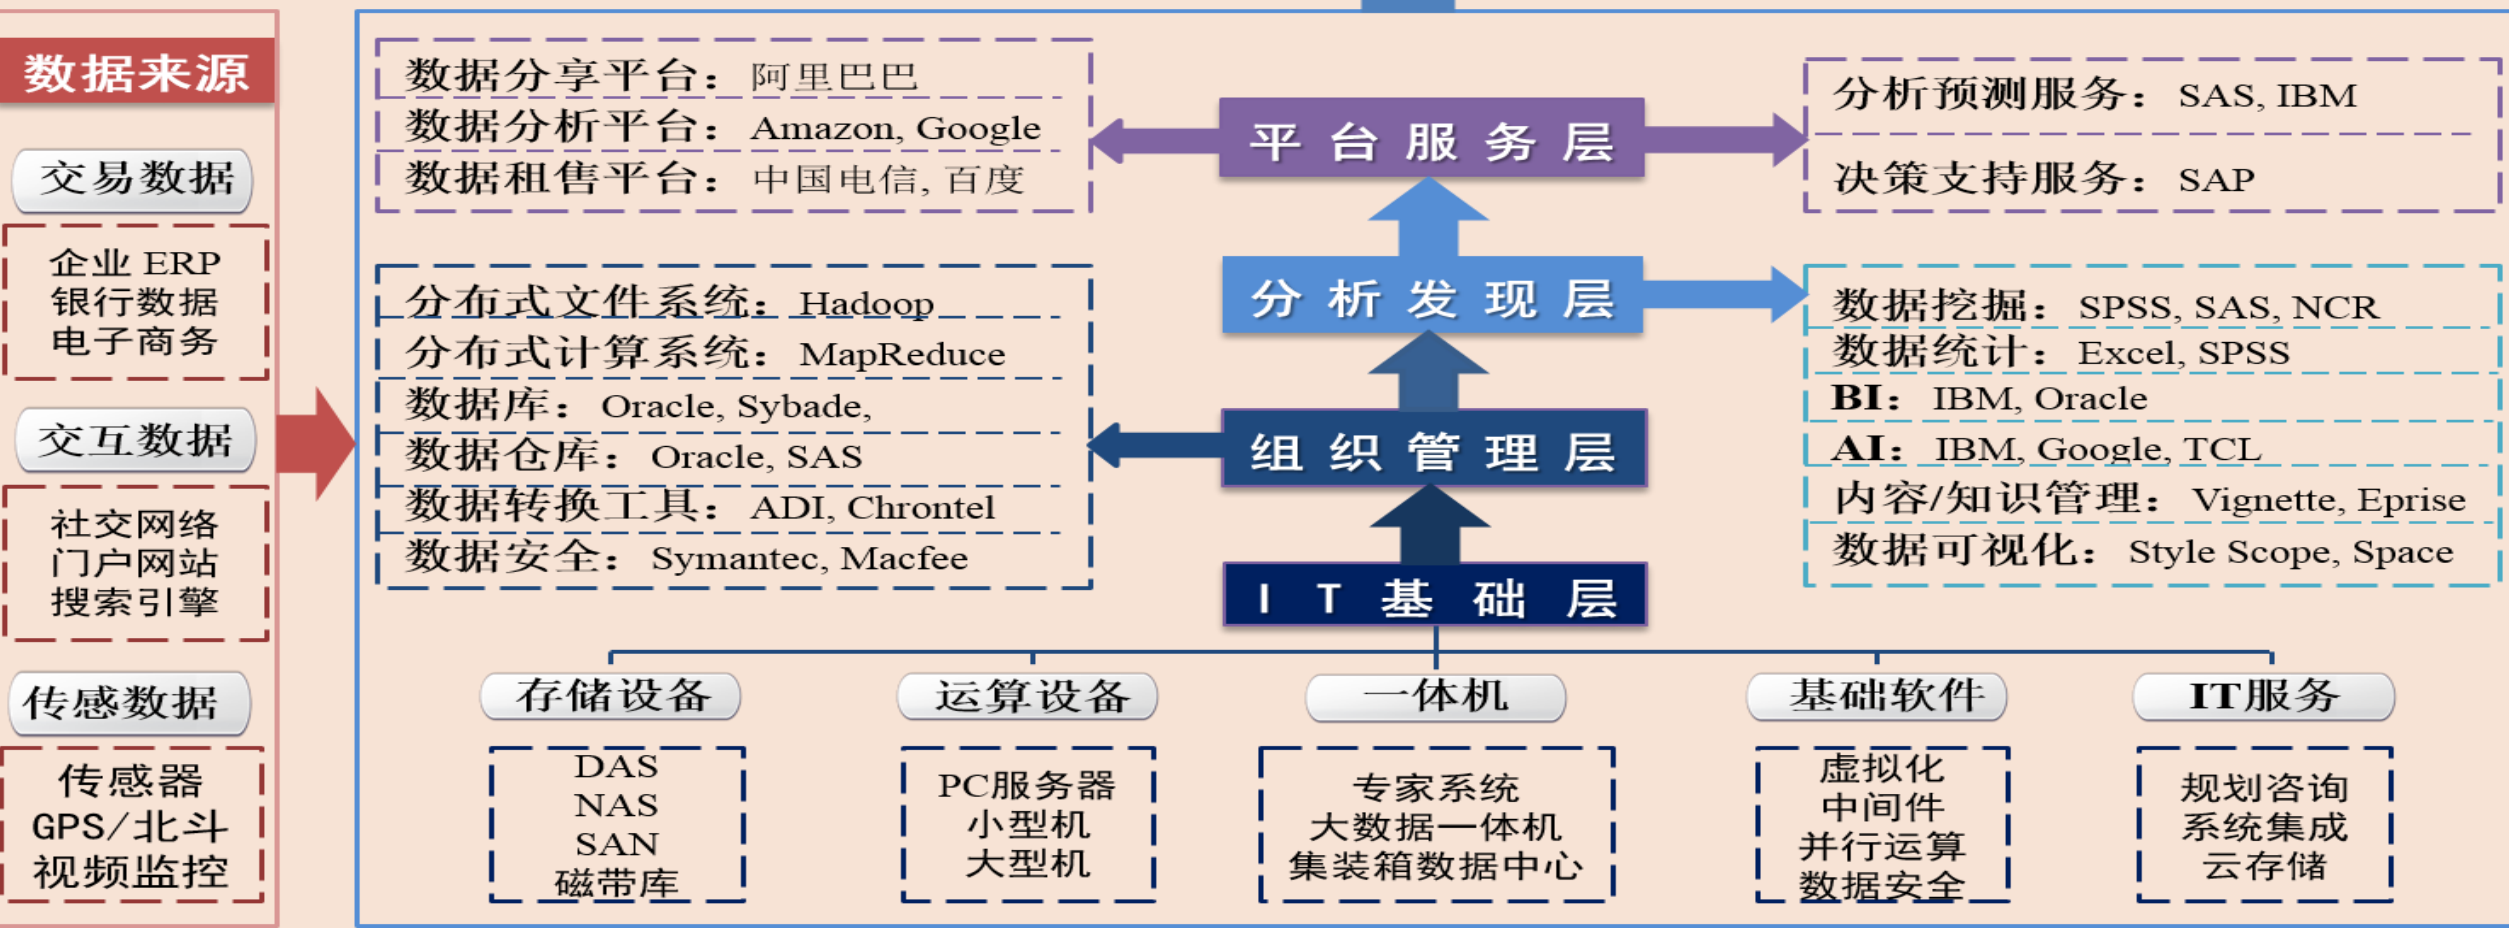 数据来源
交易数据
企业 ERP
银行数据
电子商务
交互数据
社交网络
门户网站
搜索引擎
传感数据
传感器
GPS/北斗
视频监控
数据分享平台：阿里巴巴
数据分析平台：Amazon, Google
数据租售平台：中国电信, 百度
平台服务层
分析预测服务：SAS, IBM
决策支持服务：SAP
分布式文件系统：Hadoop
分布式计算系统：MapReduce
数据库：Oracle, Sybade,
数据仓库：Oracle, SAS
数据转换工具：ADI, Chrontel
数据安全：Symantec, Macfee
分析发现层
组织管理层
IT基础层
数据挖掘：SPSS, SAS, NCR
数据统计：Excel, SPSS
BI：IBM, Oracle
AI：IBM, Google, TCL
内容/知识管理：Vignette, Eprise
数据可视化：Style Scope, Space
存储设备
DAS
NAS
SAN
磁带库
运算设备
PC服务器
小型机
大型机
一体机
专家系统
大数据一体机
集装箱数据中心
基础软件
虚拟化
中间件
并行运算
数据安全
IT服务
规划咨询
系统集成
云存储